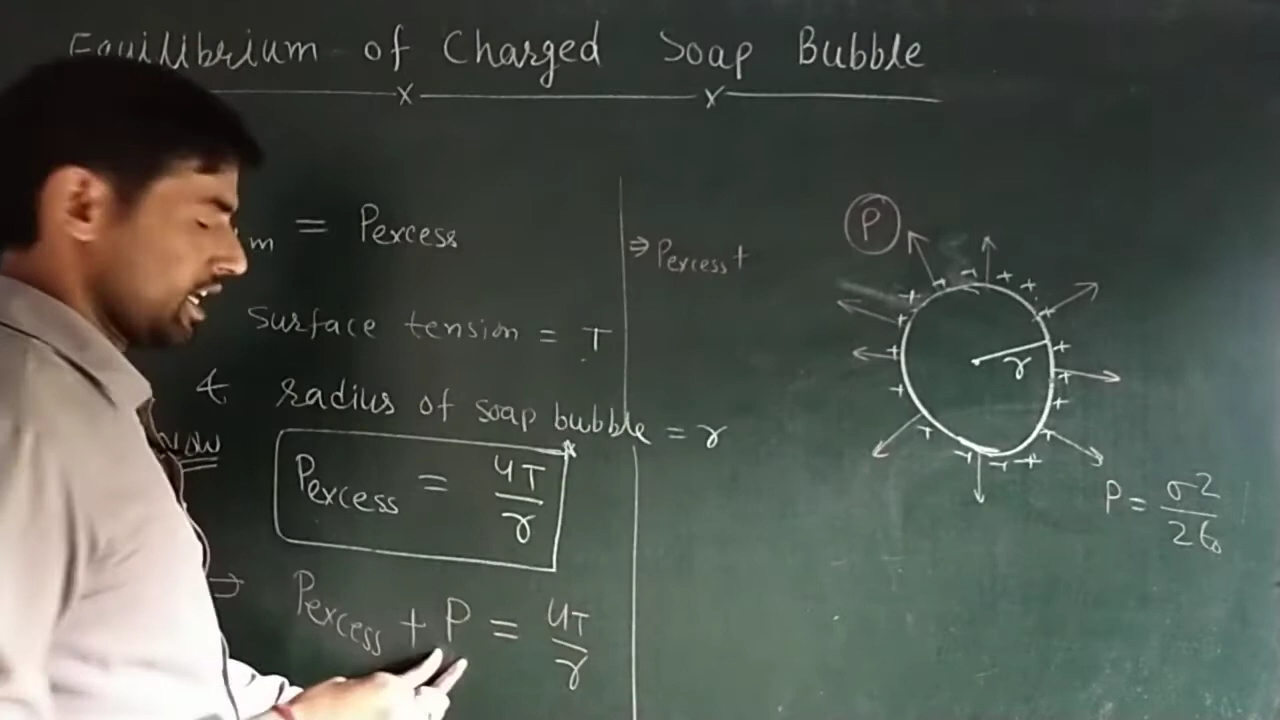 Equilibrium of Charged Soap Bubble
m = Pexcess
surface tension = T
& radius of soap bubble = r
Now
Pexcess = 4T/r
⇒ Pexcess + P = 4T/r
⇒ Pexcess +
P
r
P = σ2/2ϵ0